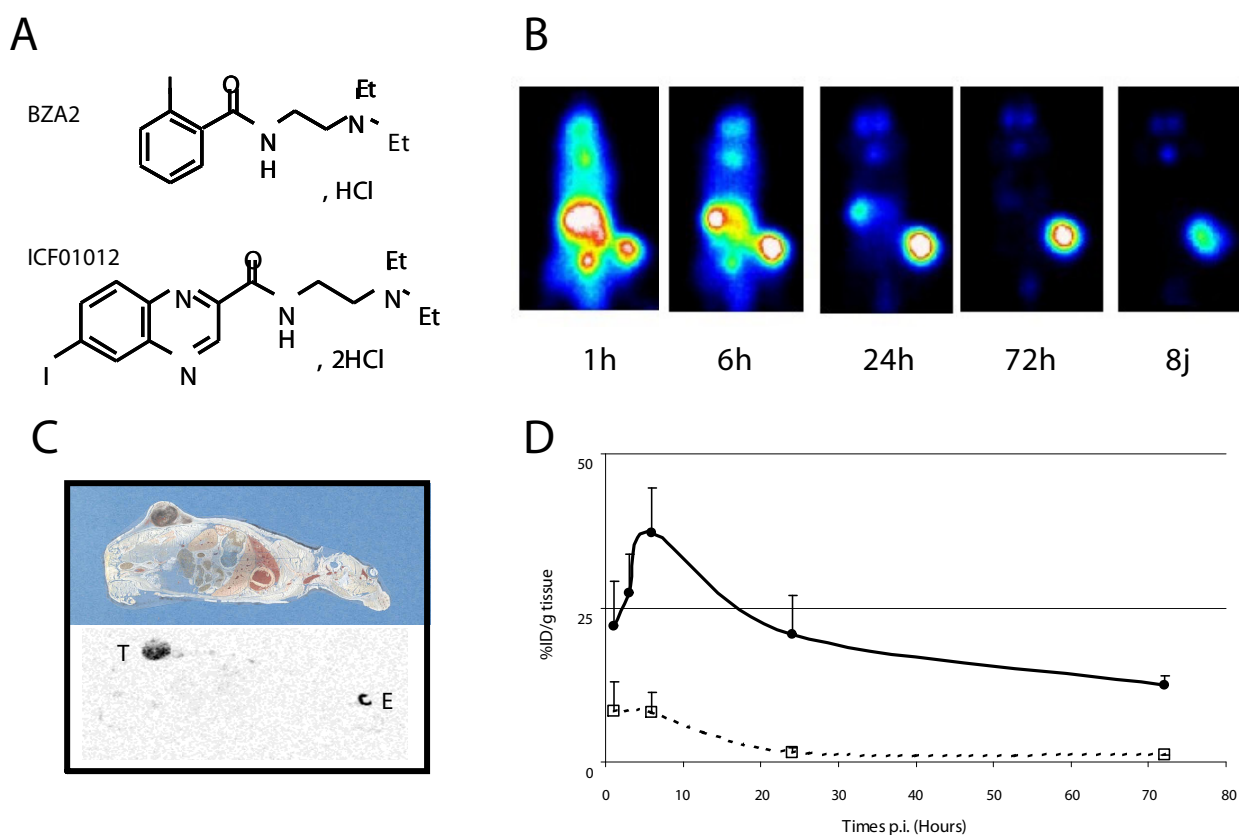 A
BZA2
O
Et
N
N
H
Et
, HCl
ICF01012
O
Et
N
N
N
H
Et
N
I
, 2HCl
B
1h 6h 24h 72h 8j
C
T
E
D
50
25
0
%ID/g tissue
0 10 20 30 40 50 60 70 80
Times p.i. (Hours)